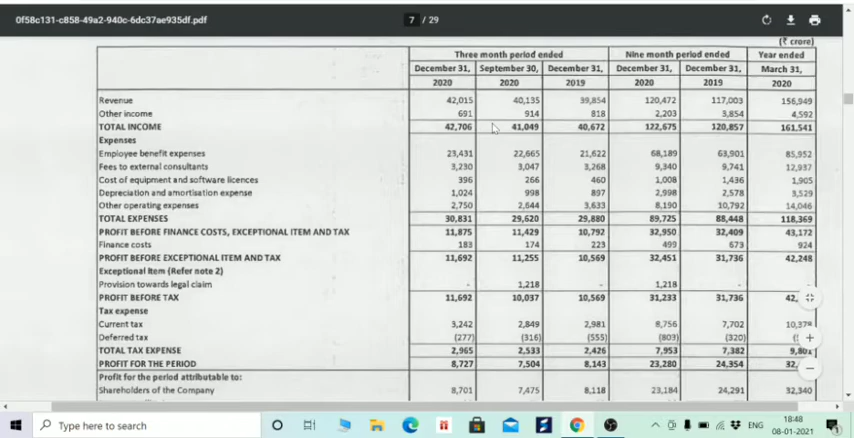 0f58c131-c858-49a2-940c-6dc37ae935df.pdf 7 / 29
(₹ crore)
Three month period ended Nine month period ended Year ended
December 31, September 30, December 31, December 31, December 31, March 31,
2020 2020 2019 2020 2019 2020
Revenue 42,015 40,135 39,854 120,472 117,003 156,949
Other income 691 914 818 2,203 3,854 4,592
TOTAL INCOME 42,706 41,049 40,672 122,675 120,857 161,541
Expenses
Employee benefit expenses 23,431 22,665 21,622 68,189 63,901 85,952
Fees to external consultants 3,230 3,047 3,268 9,340 9,741 12,937
Cost of equipment and software licences 396 266 460 1,008 1,436 1,905
Depreciation and amortisation expense 1,024 998 897 2,998 2,578 3,529
Other operating expenses 2,750 2,644 3,633 8,190 10,792 14,046
TOTAL EXPENSES 30,831 29,620 29,880 89,725 88,448 118,369
PROFIT BEFORE FINANCE COSTS, EXCEPTIONAL ITEM AND TAX 11,875 11,429 10,792 32,950 32,409 43,172
Finance costs 183 174 223 499 673 924
PROFIT BEFORE EXCEPTIONAL ITEM AND TAX 11,692 11,255 10,569 32,451 31,736 42,248
Exceptional Item (Refer note 2)
Provision towards legal claim - 1,218 - 1,218 -
PROFIT BEFORE TAX 11,692 10,037 10,569 31,233 31,736 42,
Tax expense
Current tax 3,242 2,849 2,981 8,756 7,702 10,378
Deferred tax (277) (316) (555) (803) (320)
TOTAL TAX EXPENSE 2,965 2,533 2,426 7,953 7,382 9,801
PROFIT FOR THE PERIOD 8,727 7,504 8,143 23,280 24,354 32,
Profit for the period attributable to:
Shareholders of the Company 8,701 7,475 8,118 23,184 24,291 32,340
Type here to search ENG 18:48
08-01-2021